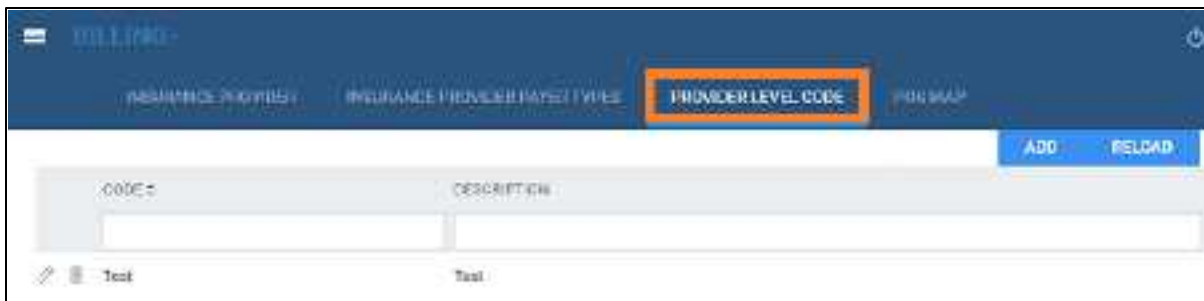 BILLING
INSURANCE PROVIDER INSURANCE PROVIDER PAYER TYPES PROVIDER LEVEL CODE POS MAP
ADD RELOAD
CODE DESCRIPTION
Test Test